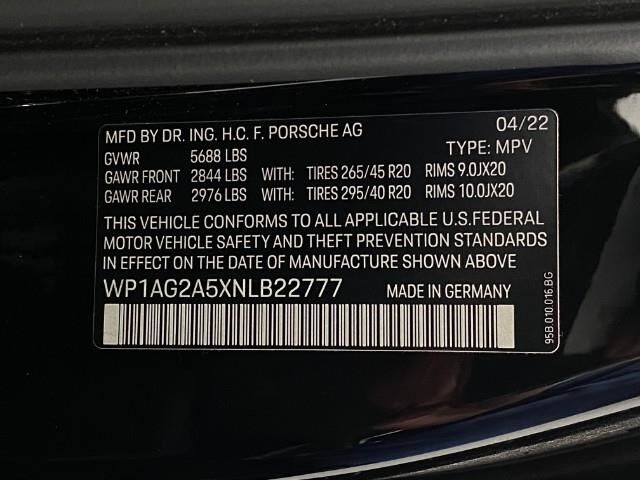 MFD BY DR. ING. H.C. F. PORSCHE AG 04/22
GVWR 5688 LBS TYPE: MPV
GAWR FRONT 2844 LBS WITH: TIRES 265/45 R20 RIMS 9.0JX20
GAWR REAR 2976 LBS WITH: TIRES 295/40 R20 RIMS 10.0JX20
THIS VEHICLE CONFORMS TO ALL APPLICABLE U.S.FEDERAL
MOTOR VEHICLE SAFETY AND THEFT PREVENTION STANDARDS
IN EFFECT ON THE DATE OF MANUFACTURE SHOWN ABOVE
WP1AG2A5XNLB22777 MADE IN GERMANY
95B.010.016.BG